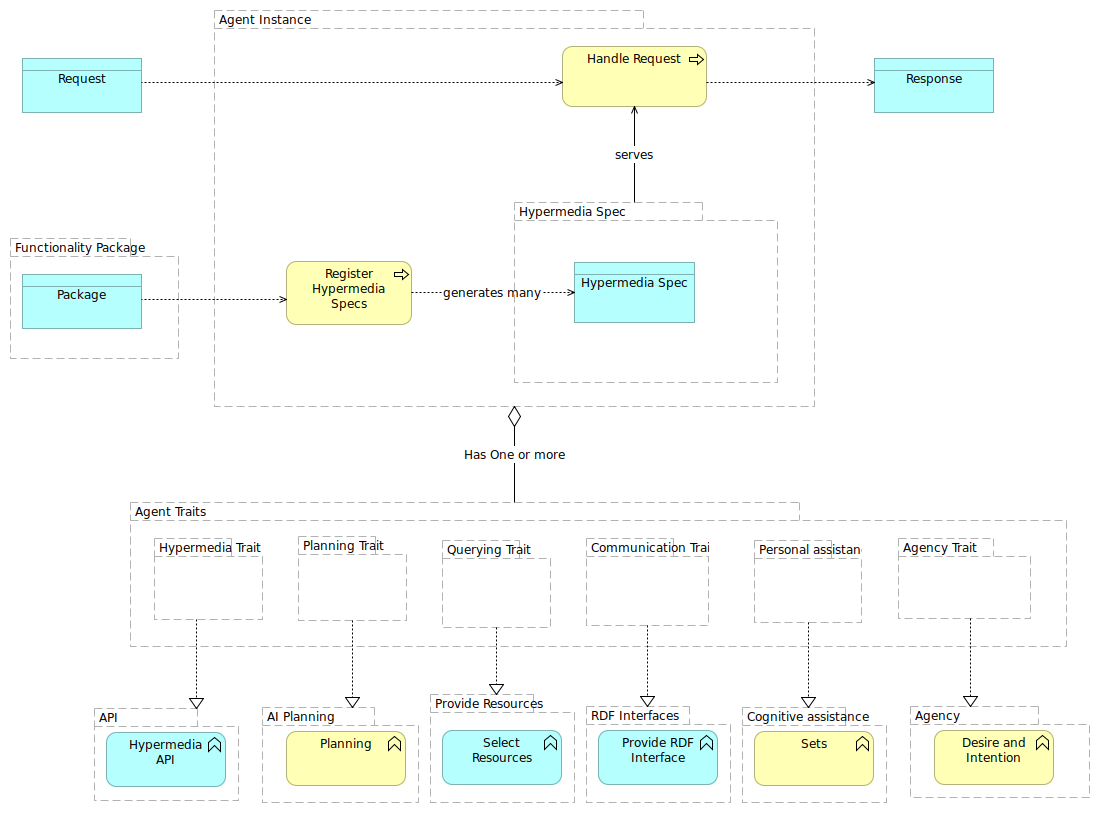 Agent Instance
Handle Request
Request
Response
serves
Hypermedia Spec
Functionality Package
Register
Hypermedia
Specs
Package
generates many
Hypermedia Spec
Has One or more
Agent Traits
Hypermedia Trait
Planning Trait
Querying Trait
Communication Trai
Personal assistan
Agency Trait
API
AI Planning
Provide Resources
RDF Interfaces
Cognitive assistance
Agency
Hypermedia
API
Planning
Select
Resources
Provide RDF
Interface
Sets
Desire and
Intention